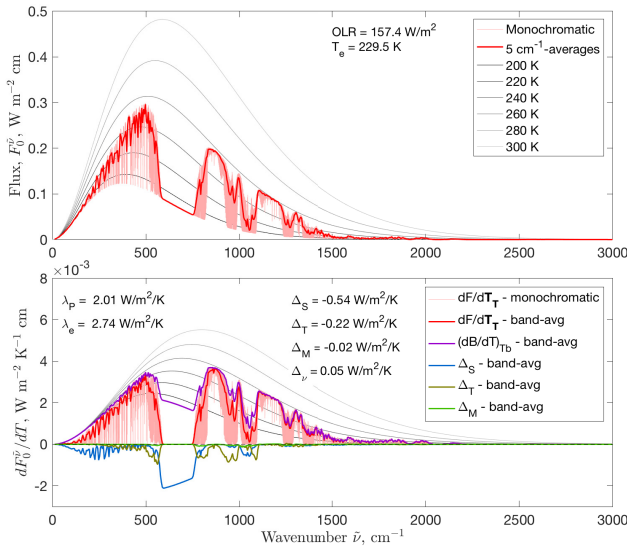 0.5
0.4
0.3
0.2
0.1
0
Flux, F₀^ν̃, W m⁻² cm
OLR = 157.4 W/m²
Tₑ = 229.5 K
Monochromatic
5 cm⁻¹-averages
200 K
220 K
240 K
260 K
280 K
300 K
0 500 1000 1500 2000 2500 3000
× 10⁻³
8
6
4
2
0
-2
dF₀^ν̃/dT, W m⁻² K⁻¹ cm
λ_P = 2.01 W/m²/K
λₑ = 2.74 W/m²/K
Δ_S = -0.54 W/m²/K
Δ_T = -0.22 W/m²/K
Δ_M = -0.02 W/m²/K
Δ_ν = 0.05 W/m²/K
dF/dT_T - monochromatic
dF/dT_T - band-avg
(dB/dT)_Tb - band-avg
Δ_S - band-avg
Δ_T - band-avg
Δ_M - band-avg
0 500 1000 1500 2000 2500 3000
Wavenumber ν̃, cm⁻¹